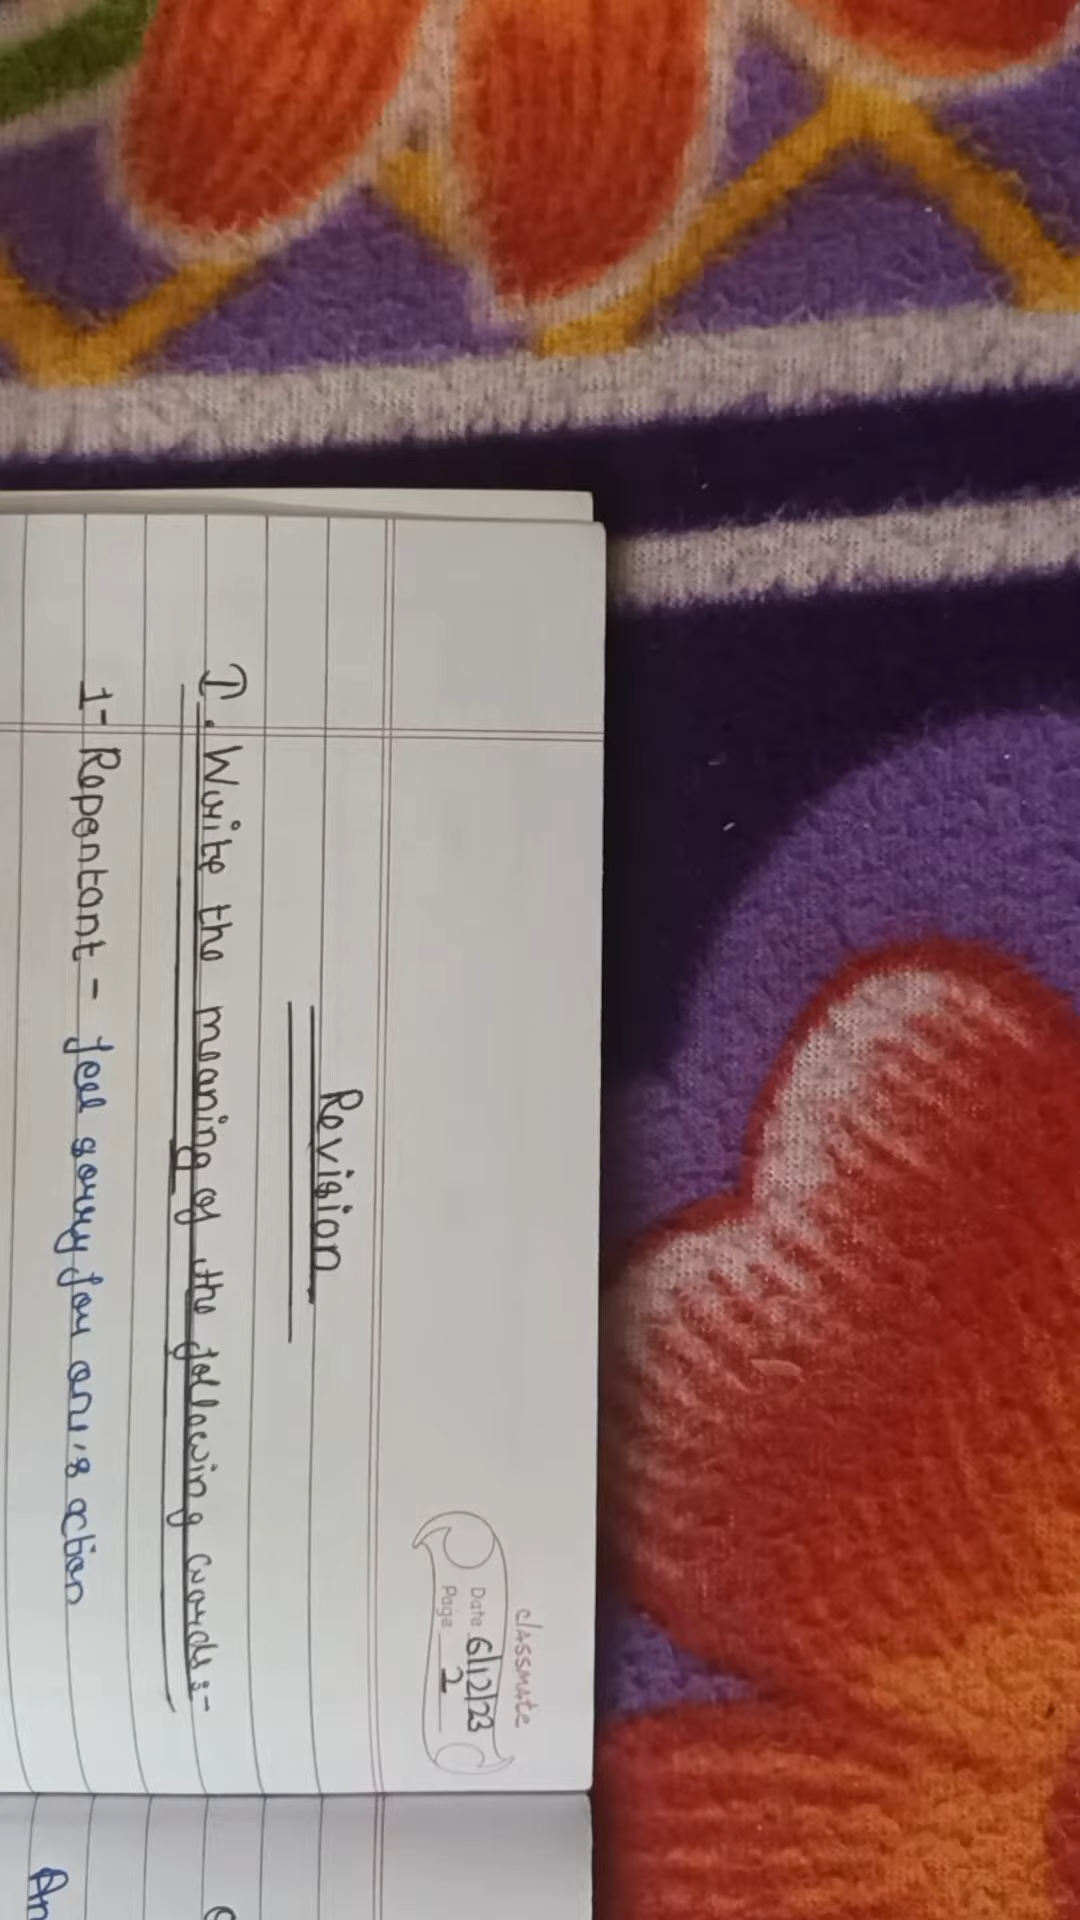 classmate
Date 6/12/23
Page 2
Revision
I. Write the meaning of the following words:-
1- Repentant - feel sorry for one's action
An